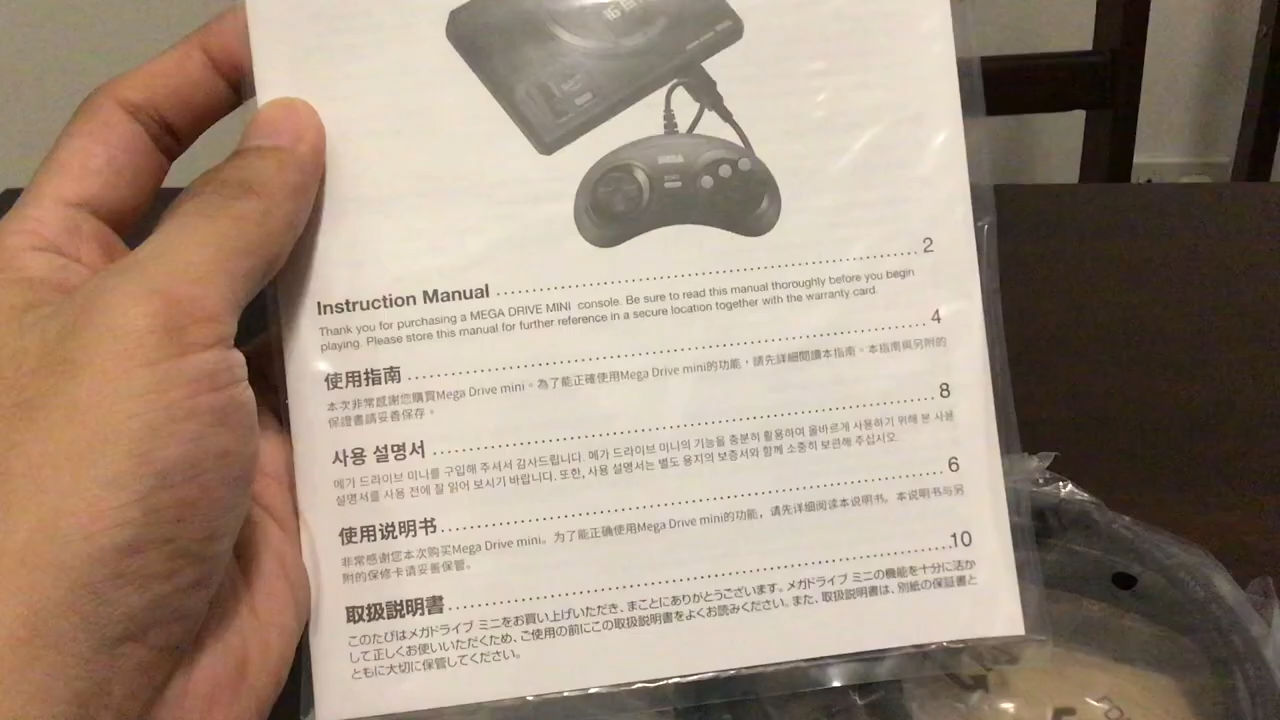 16
SEGA
Instruction Manual 2
Thank you for purchasing a MEGA DRIVE MINI console. Be sure to read this manual thoroughly before you begin
playing. Please store this manual for further reference in a secure location together with the warranty card.
使用指南 4
本次非常感謝您購買Mega Drive mini。為了能正確使用Mega Drive mini的功能，請先詳細閱讀本指南。本指南與另附的
保證書請妥善保存。
사용 설명서 8
메가 드라이브 미니를 구입해 주셔서 감사드립니다. 메가 드라이브 미니의 기능을 충분히 활용하여 올바르게 사용하기 위해 본 사용
설명서를 사용 전에 잘 읽어 보시기 바랍니다. 또한, 사용 설명서는 별도 용지의 보증서와 함께 소중히 보관해 주십시오.
使用说明书 6
非常感谢您本次购买Mega Drive mini。为了能正确使用Mega Drive mini的功能，请先详细阅读本说明书。本说明书与另
附的保修卡请妥善保管。
取扱説明書 10
このたびはメガドライブ ミニをお買い上げいただき、まことにありがとうございます。メガドライブ ミニの機能を十分に活か
して正しくお使いいただくため、ご使用の前にこの取扱説明書をよくお読みください。また、取扱説明書は、別紙の保証書と
ともに大切に保管してください。